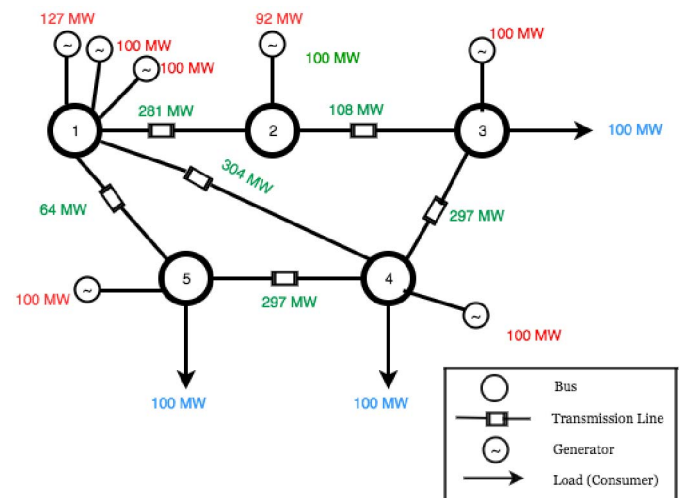 127 MW
92 MW
100 MW
100 MW
100 MW
100 MW
281 MW
108 MW
1
2
3
100 MW
304 MW
64 MW
297 MW
5
4
100 MW
297 MW
100 MW
100 MW
100 MW
Bus
Transmission Line
Generator
Load (Consumer)